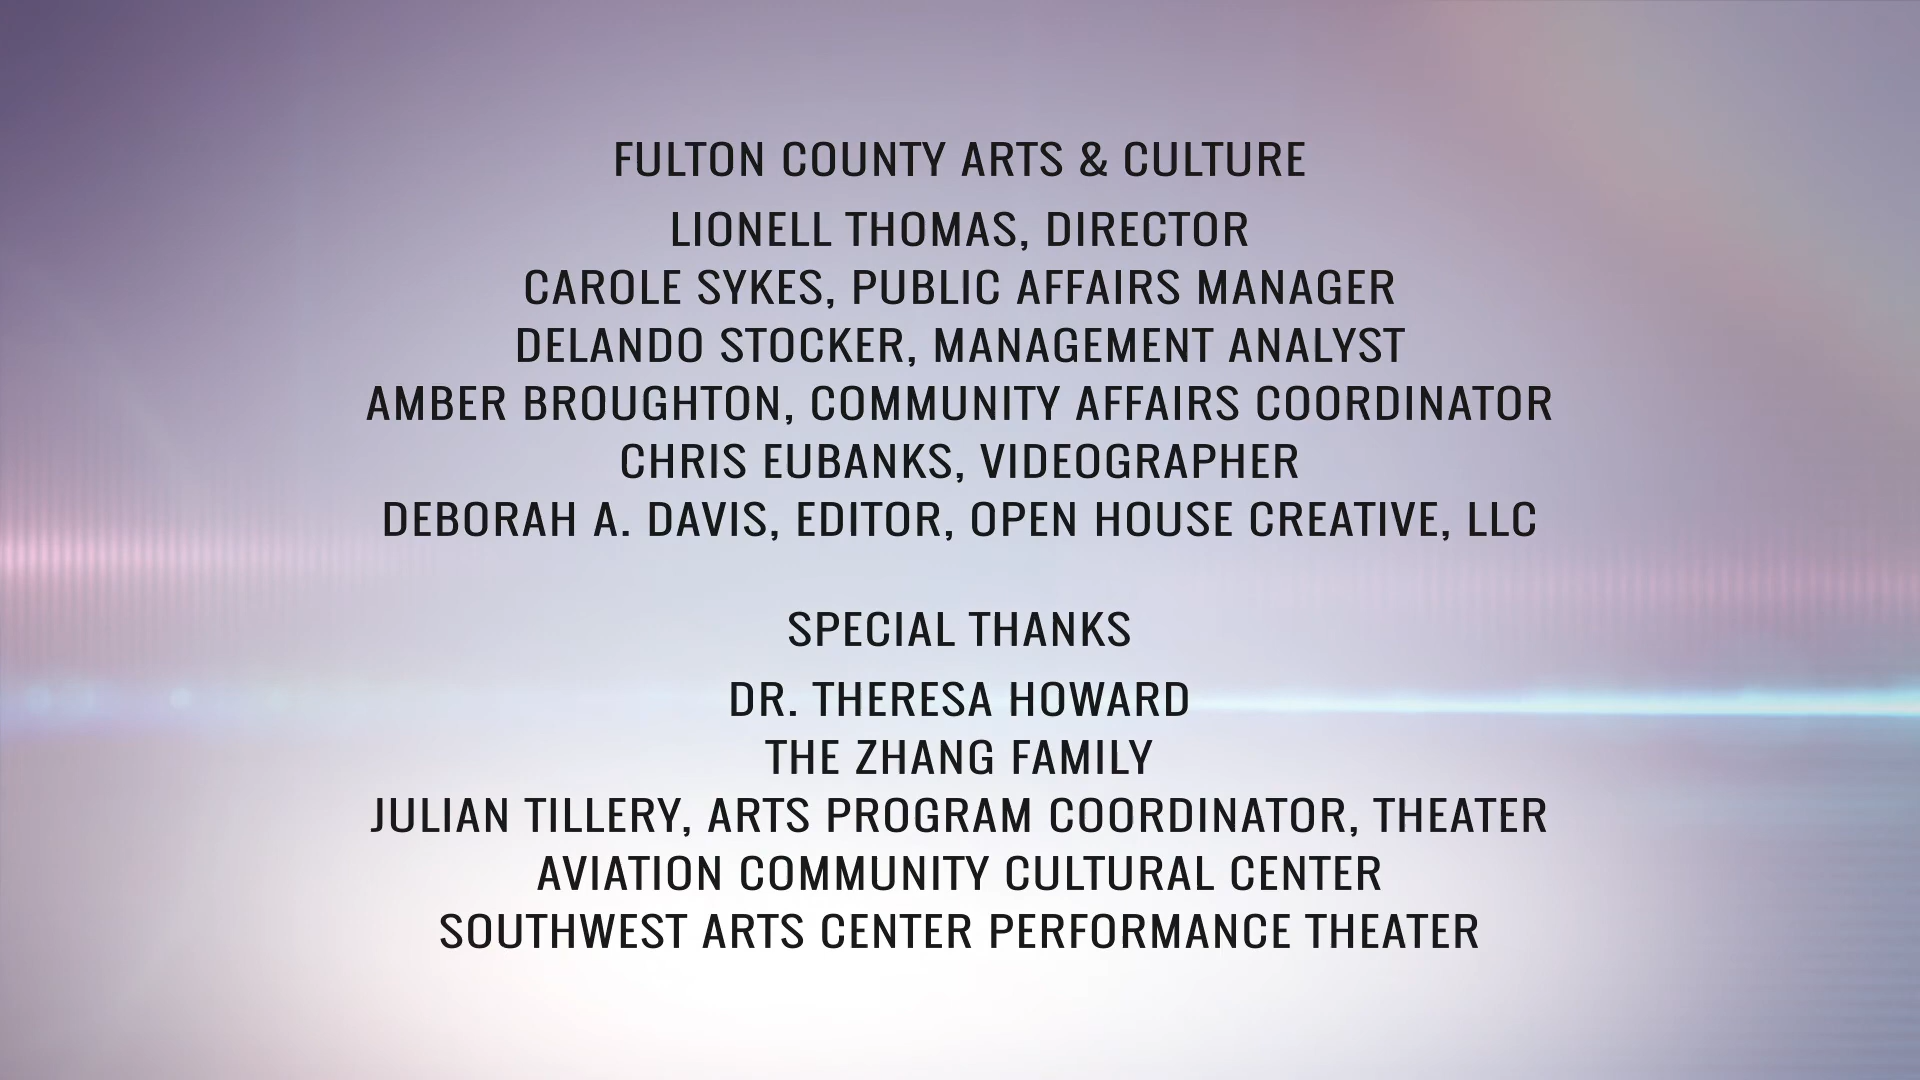 FULTON COUNTY ARTS & CULTURE
LIONELL THOMAS, DIRECTOR
CAROLE SYKES, PUBLIC AFFAIRS MANAGER
DELANDO STOCKER, MANAGEMENT ANALYST
AMBER BROUGHTON, COMMUNITY AFFAIRS COORDINATOR
CHRIS EUBANKS, VIDEOGRAPHER
DEBORAH A. DAVIS, EDITOR, OPEN HOUSE CREATIVE, LLC
SPECIAL THANKS
DR. THERESA HOWARD
THE ZHANG FAMILY
JULIAN TILLERY, ARTS PROGRAM COORDINATOR, THEATER
AVIATION COMMUNITY CULTURAL CENTER
SOUTHWEST ARTS CENTER PERFORMANCE THEATER